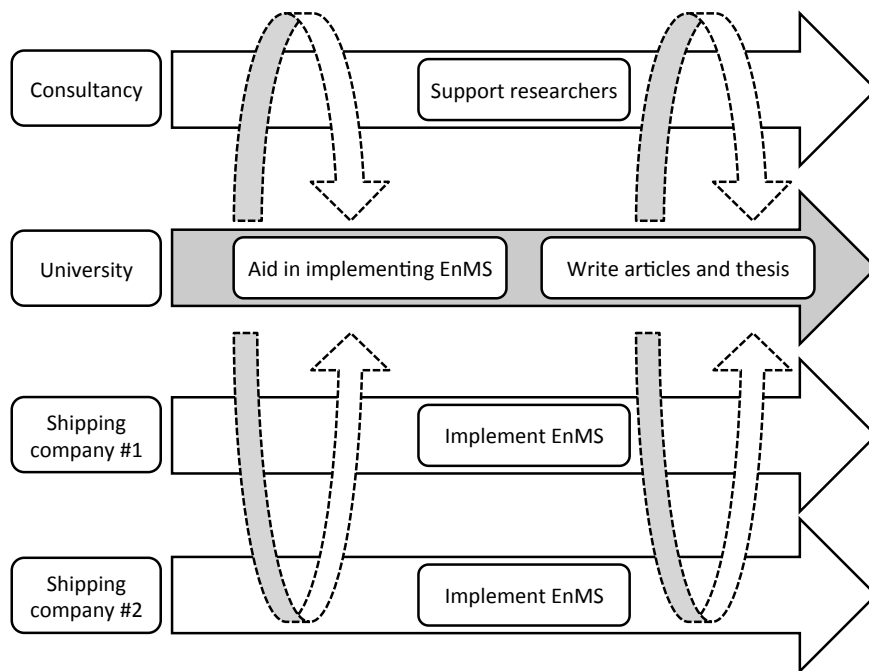 Consultancy
Support researchers
University
Aid in implementing EnMS
Write articles and thesis
Shipping
company #1
Implement EnMS
Shipping
company #2
Implement EnMS